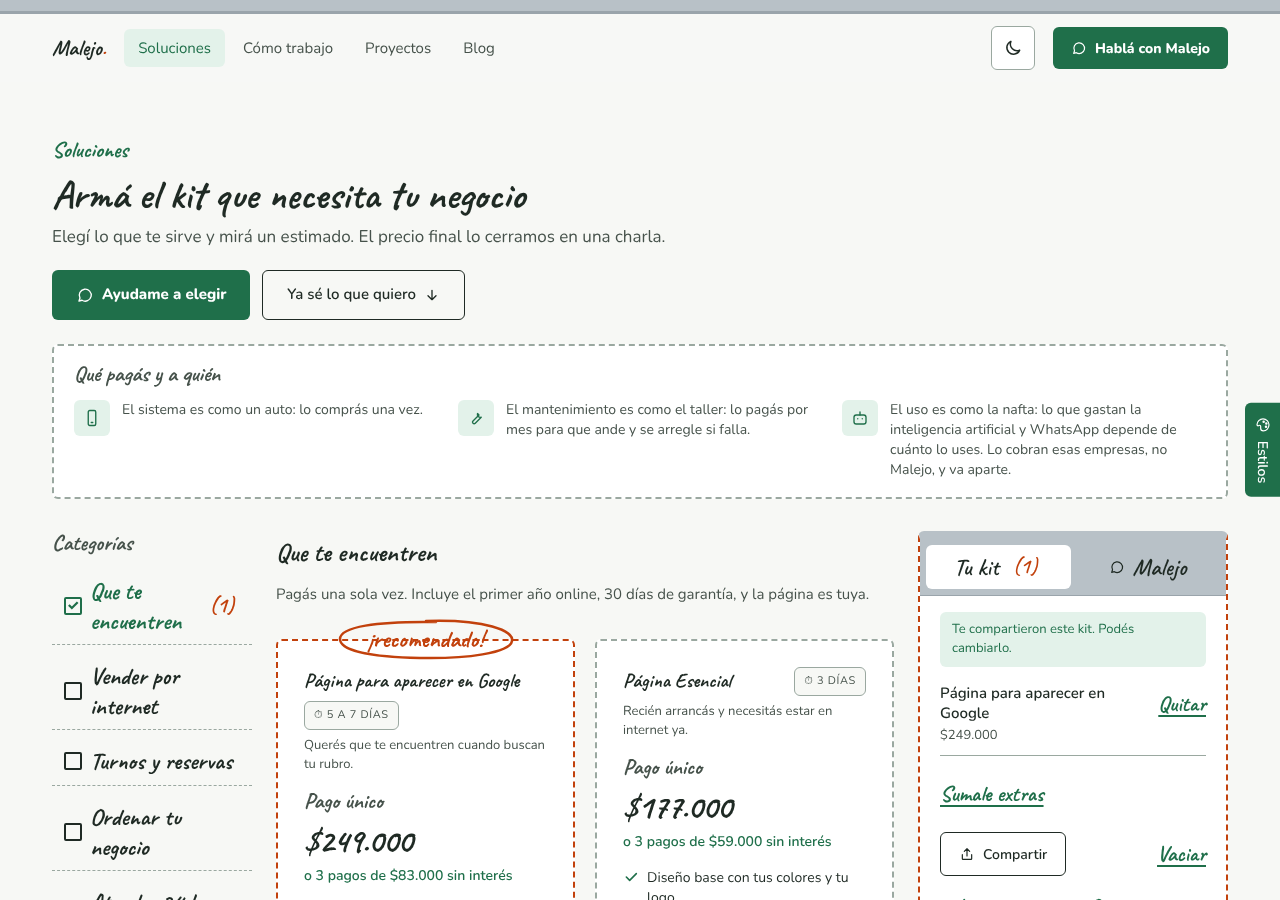 Malejo.
Soluciones
Cómo trabajo
Proyectos
Blog
Hablá con Malejo
Soluciones
Armá el kit que necesita tu negocio
Elegí lo que te sirve y mirá un estimado. El precio final lo cerramos en una charla.
Ayudame a elegir
Ya sé lo que quiero
Qué pagás y a quién
El sistema es como un auto: lo comprás una vez.
El mantenimiento es como el taller: lo pagás por
mes para que ande y se arregle si falla.
El uso es como la nafta: lo que gastan la
inteligencia artificial y WhatsApp depende de
cuánto lo uses. Lo cobran esas empresas, no
Malejo, y va aparte.
Estilos
Categorías
Que te
encuentren
(1)
Vender por
internet
Turnos y reservas
Ordenar tu
negocio
Que te encuentren
Pagás una sola vez. Incluye el primer año online, 30 días de garantía, y la página es tuya.
¡recomendado!
Página para aparecer en Google
5 A 7 DÍAS
Querés que te encuentren cuando buscan
tu rubro.
Pago único
$249.000
o 3 pagos de $83.000 sin interés
Página Esencial
3 DÍAS
Recién arrancás y necesitás estar en
internet ya.
Pago único
$177.000
o 3 pagos de $59.000 sin interés
Diseño base con tus colores y tu
logo
Tu kit (1)
Malejo
Te compartieron este kit. Podés
cambiarlo.
Página para aparecer en
Google
$249.000
Quitar
Sumale extras
Compartir
Vaciar